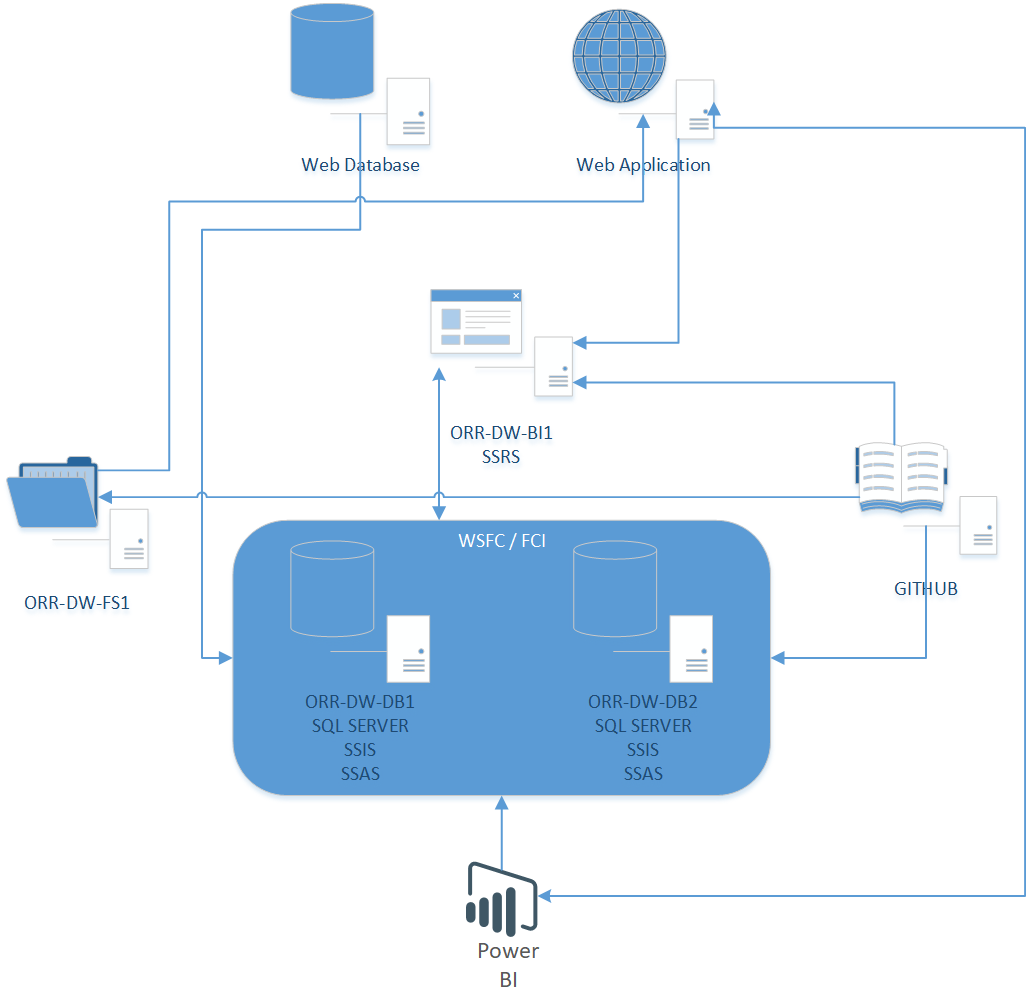 Web Database
Web Application
ORR-DW-BI1
SSRS
ORR-DW-FS1
GITHUB
WSFC / FCI
ORR-DW-DB1
SQL SERVER
SSIS
SSAS
ORR-DW-DB2
SQL SERVER
SSIS
SSAS
Power
BI